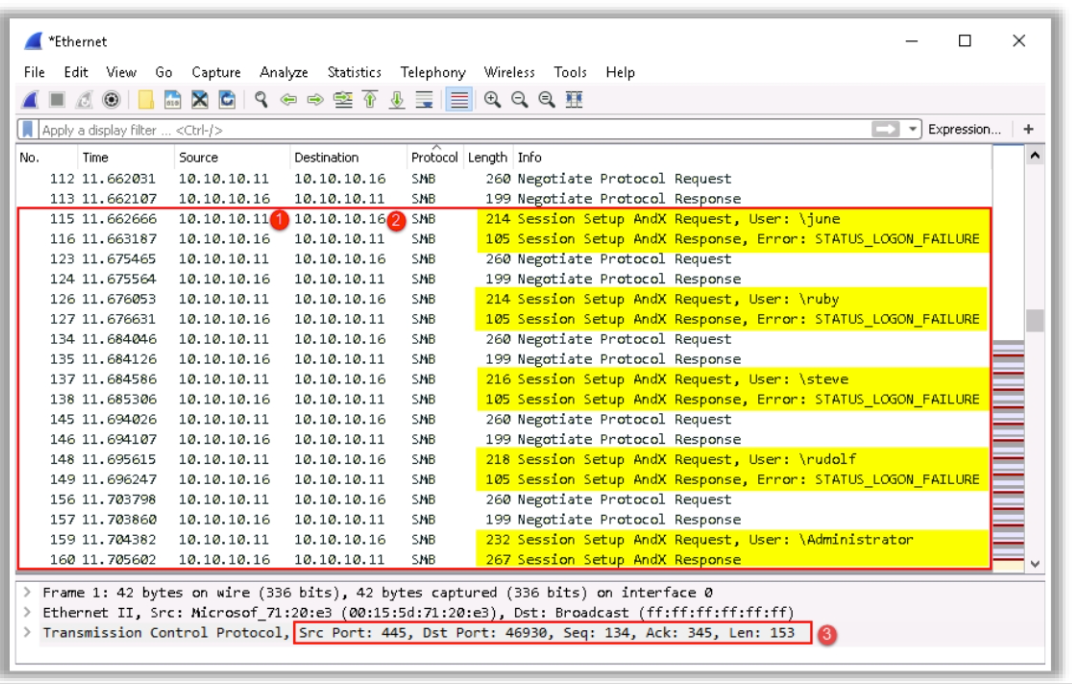 *Ethernet
File Edit View Go Capture Analyze Statistics Telephony Wireless Tools Help
Apply a display filter ... <Ctrl-/> Expression... +
No. Time Source Destination Protocol Length Info
112 11.662031 10.10.10.11 10.10.10.16 SMB 260 Negotiate Protocol Request
113 11.662107 10.10.10.16 10.10.10.11 SMB 199 Negotiate Protocol Response
115 11.662666 10.10.10.11 1 10.10.10.16 2 SMB 214 Session Setup AndX Request, User: \june
116 11.663187 10.10.10.16 10.10.10.11 SMB 105 Session Setup AndX Response, Error: STATUS_LOGON_FAILURE
123 11.675465 10.10.10.11 10.10.10.16 SMB 260 Negotiate Protocol Request
124 11.675564 10.10.10.16 10.10.10.11 SMB 199 Negotiate Protocol Response
126 11.676053 10.10.10.11 10.10.10.16 SMB 214 Session Setup AndX Request, User: \ruby
127 11.676631 10.10.10.16 10.10.10.11 SMB 105 Session Setup AndX Response, Error: STATUS_LOGON_FAILURE
134 11.684046 10.10.10.11 10.10.10.16 SMB 260 Negotiate Protocol Request
135 11.684126 10.10.10.16 10.10.10.11 SMB 199 Negotiate Protocol Response
137 11.684586 10.10.10.11 10.10.10.16 SMB 216 Session Setup AndX Request, User: \steve
138 11.685306 10.10.10.16 10.10.10.11 SMB 105 Session Setup AndX Response, Error: STATUS_LOGON_FAILURE
145 11.694026 10.10.10.11 10.10.10.16 SMB 260 Negotiate Protocol Request
146 11.694107 10.10.10.16 10.10.10.11 SMB 199 Negotiate Protocol Response
148 11.695615 10.10.10.11 10.10.10.16 SMB 218 Session Setup AndX Request, User: \rudolf
149 11.696247 10.10.10.16 10.10.10.11 SMB 105 Session Setup AndX Response, Error: STATUS_LOGON_FAILURE
156 11.703798 10.10.10.11 10.10.10.16 SMB 260 Negotiate Protocol Request
157 11.703860 10.10.10.16 10.10.10.11 SMB 199 Negotiate Protocol Response
159 11.704382 10.10.10.11 10.10.10.16 SMB 232 Session Setup AndX Request, User: \Administrator
160 11.705602 10.10.10.16 10.10.10.11 SMB 267 Session Setup AndX Response
> Frame 1: 42 bytes on wire (336 bits), 42 bytes captured (336 bits) on interface 0
> Ethernet II, Src: Microsof_71:20:e3 (00:15:5d:71:20:e3), Dst: Broadcast (ff:ff:ff:ff:ff:ff)
> Transmission Control Protocol, Src Port: 445, Dst Port: 46930, Seq: 134, Ack: 345, Len: 153 3